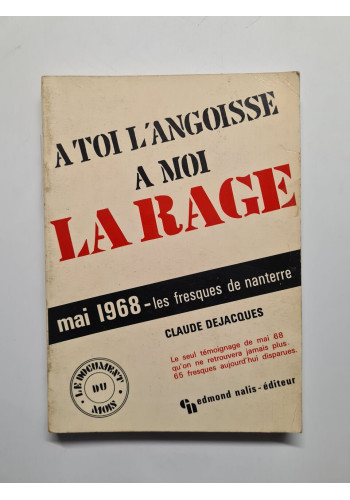 A TOI L'ANGOISSE
A MOI
LA RAGE
mai 1968-les fresques de nanterre
CLAUDE DEJACQUES
Le seul témoignage de mai 68
qu'on ne retrouvera jamais plus.
65 fresques aujourd'hui disparues.
LE DOCUMENT
DU
MOIS
edmond nalis-éditeur